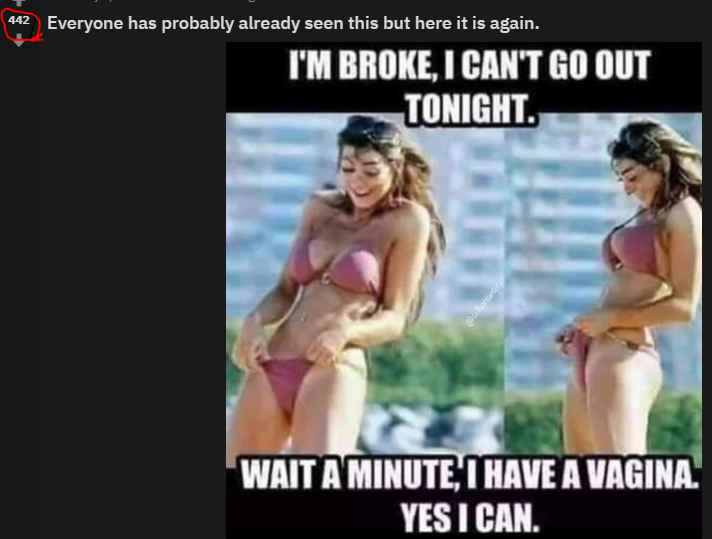 442
Everyone has probably already seen this but here it is again.
I'M BROKE, I CAN'T GO OUT
TONIGHT.
WAIT A MINUTE, I HAVE A VAGINA.
YES I CAN.